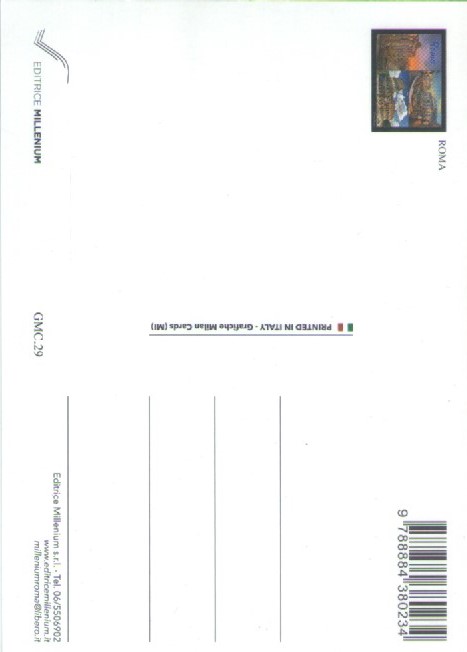 ROMA
EDITRICE MILLENIUM
PRINTED IN ITALY - Grafiche Milan Cards (MI)
GMC.29
Editrice Millenium s.r.l. - Tel. 06/5506902
www.editricemillenium.it
milleniumroma@libero.it
9 788884 380234